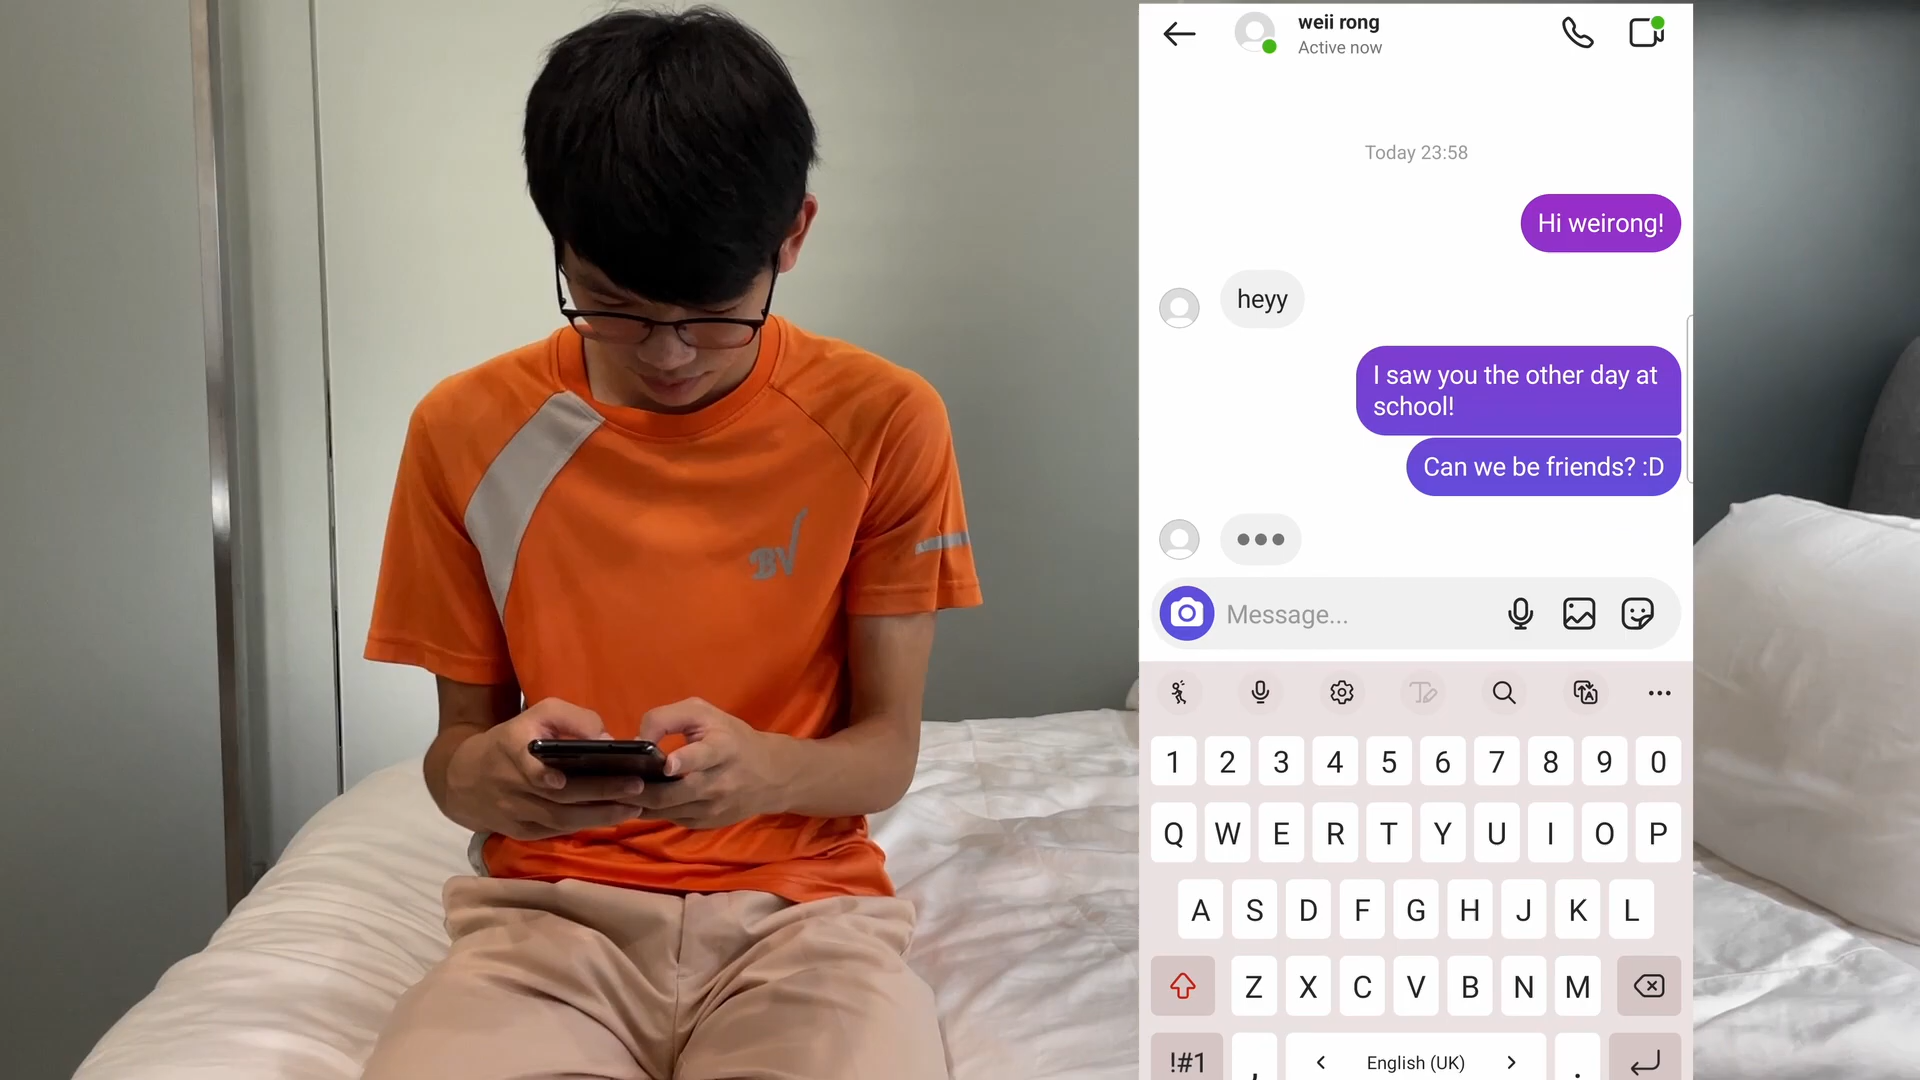 weii rong
Active now
Today 23:58
Hi weirong!
heyy
I saw you the other day at
school!
Can we be friends? :D
Message...
BV
1 2 3 4 5 6 7 8 9 0
Q W E R T Y U I O P
A S D F G H J K L
Z X C V B N M
!#1 , < English (UK) > .